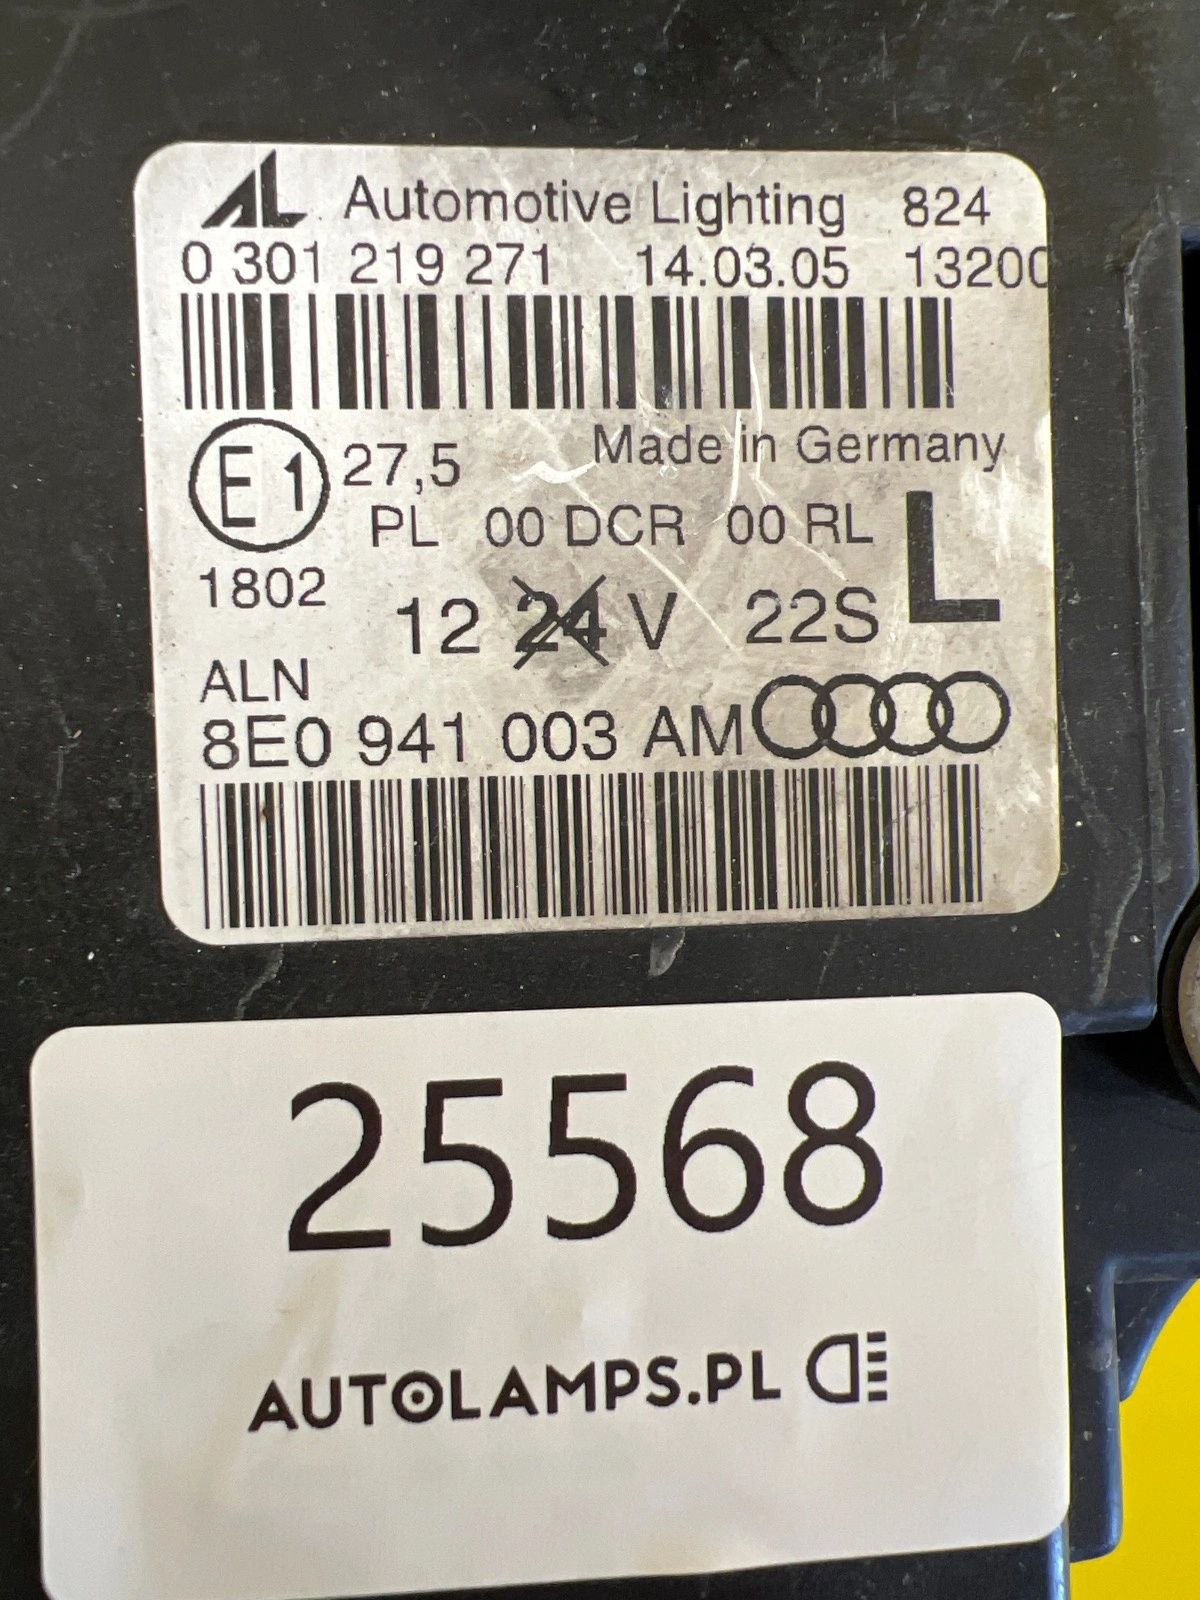 AL Automotive Lighting 824
0 301 219 271 14.03.05 13200
E1 27,5 Made in Germany
PL 00 DCR 00 RL L
1802 12 24 V 22S
ALN
8E0 941 003 AM
25568
AUTOLAMPS.PL